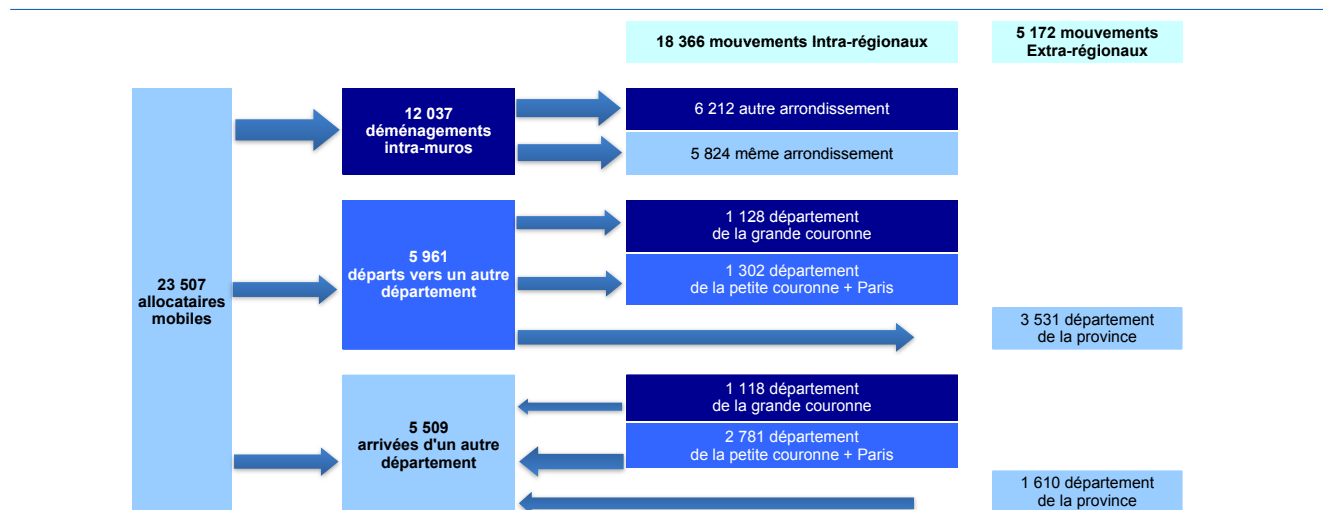 18 366 mouvements Intra-régionaux
5 172 mouvements
Extra-régionaux
23 507
allocataires
mobiles
12 037
déménagements
intra-muros
6 212 autre arrondissement
5 824 même arrondissement
5 961
départs vers un autre
département
1 128 département
de la grande couronne
1 302 département
de la petite couronne + Paris
3 531 département
de la province
5 509
arrivées d'un autre
département
1 118 département
de la grande couronne
2 781 département
de la petite couronne + Paris
1 610 département
de la province